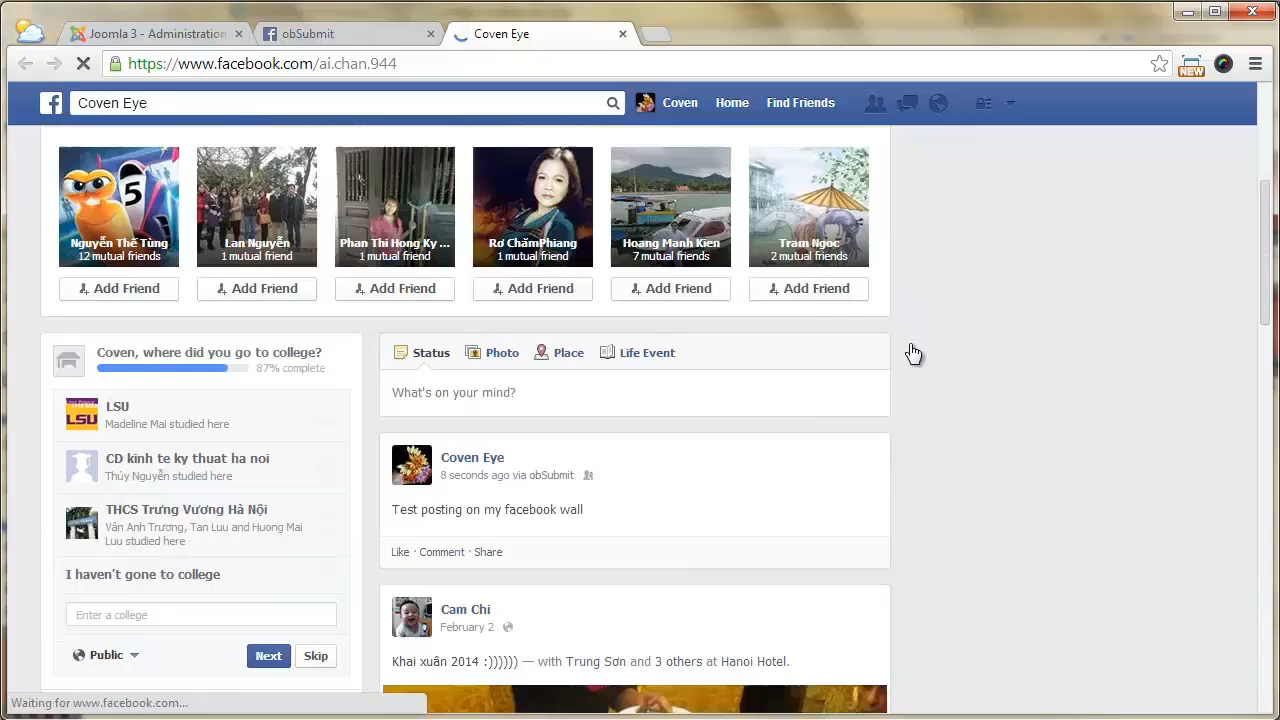 Joomla 3 - Administration
obSubmit
Coven Eye
https://www.facebook.com/ai.chan.944
NEW
Coven Eye
Coven
Home
Find Friends
5
Nguyễn Thế Tùng
12 mutual friends
Lan Nguyễn
1 mutual friend
Phan Thi Hong Ky ...
1 mutual friend
Rơ ChămPhiang
1 mutual friend
Hoang Manh Kien
7 mutual friends
Tram Ngoc
2 mutual friends
Add Friend
Add Friend
Add Friend
Add Friend
Add Friend
Add Friend
Coven, where did you go to college?
87% complete
LSU
LSU
Madeline Mai studied here
CD kinh te ky thuat ha noi
Thủy Nguyễn studied here
THCS Trưng Vương Hà Nội
Vân Anh Trương, Tan Luu and Huong Mai
Luu studied here
I haven't gone to college
Enter a college
Public
Next
Skip
Status
Photo
Place
Life Event
What's on your mind?
Coven Eye
8 seconds ago via obSubmit
Test posting on my facebook wall
Like · Comment · Share
Cam Chi
February 2
Khai xuân 2014 :)))))) — with Trung Sơn and 3 others at Hanoi Hotel.
Waiting for www.facebook.com...